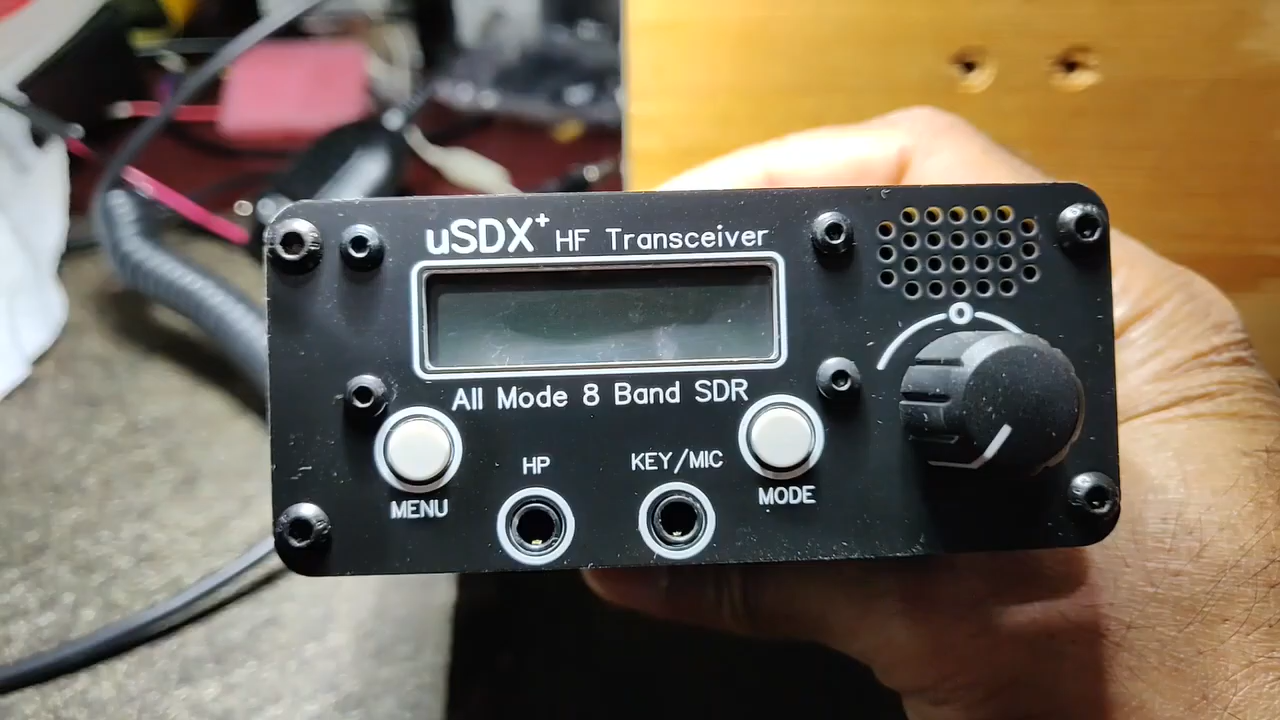 uSDX+ HF Transceiver
All Mode 8 Band SDR
MENU
HP
KEY/MIC
MODE